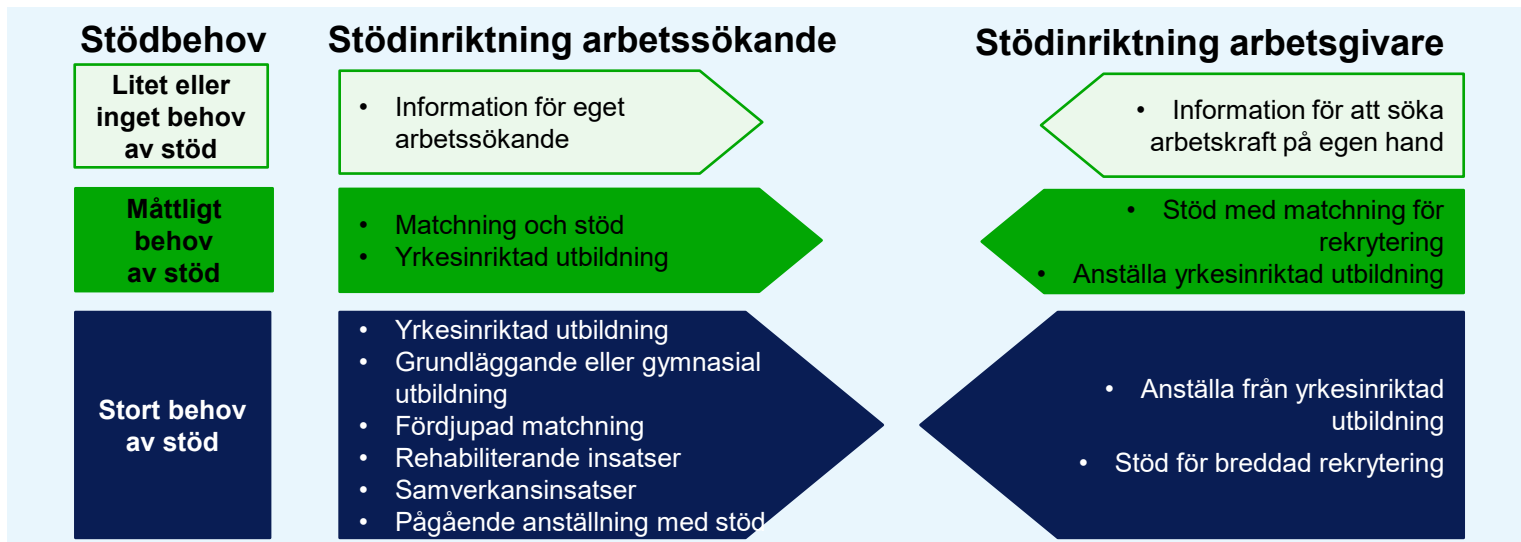 Stödbehov
Stödinriktning arbetssökande
Stödinriktning arbetsgivare
Litet eller
inget behov
av stöd
• Information för eget
arbetssökande
• Information för att söka
arbetskraft på egen hand
Måttligt
behov
av stöd
• Matchning och stöd
• Yrkesinriktad utbildning
• Stöd med matchning för
rekrytering
• Anställa yrkesinriktad utbildning
Stort behov
av stöd
• Yrkesinriktad utbildning
• Grundläggande eller gymnasial
utbildning
• Fördjupad matchning
• Rehabiliterande insatser
• Samverkansinsatser
• Pågående anställning med stöd
• Anställa från yrkesinriktad
utbildning
• Stöd för breddad rekrytering